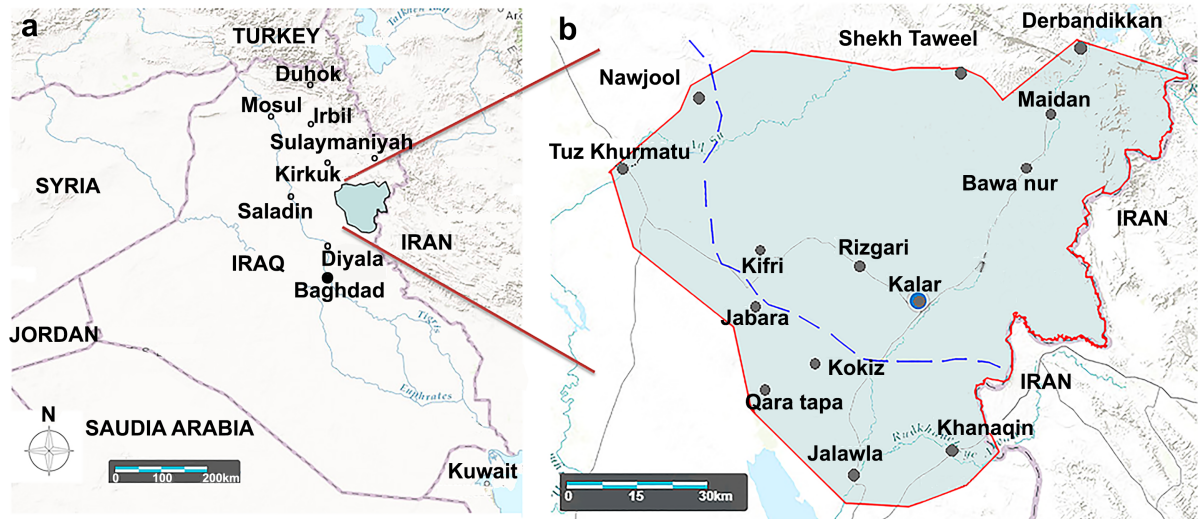 a
TURKEY
Duhok
Mosul
Irbil
Sulaymaniyah
Kirkuk
SYRIA
Saladin
IRAN
IRAQ
Diyala
Baghdad
Tigris
JORDAN
Euphrates
N
SAUDIA ARABIA
Kuwait
0 100 200km
b
Derbandikkan
Shekh Taweel
Nawjool
Maidan
Tuz Khurmatu
Bawa nur
IRAN
Kifri
Rizgari
Kalar
Jabara
Kokiz
IRAN
Qara tapa
Khanaqin
Jalawla
0 15 30km